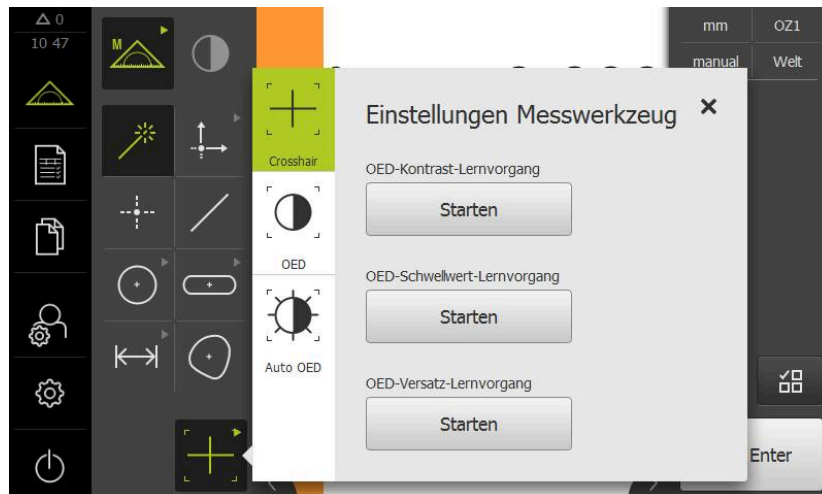 0
10 47
M
Crosshair
OED
Auto OED
Einstellungen Messwerkzeug
OED-Kontrast-Lernvorgang
Starten
OED-Schwellwert-Lernvorgang
Starten
OED-Versatz-Lernvorgang
Starten
mm OZ1
manual Welt
Enter